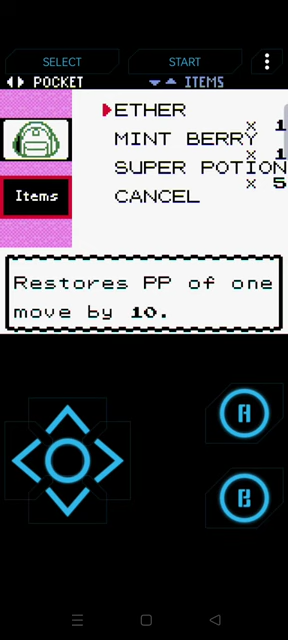 SELECT START
POCKET ITEMS
ETHER
x 1
MINT BERRY
x 1
SUPER POTION
x 5
CANCEL
Items
Restores PP of one
move by 10.
A
B